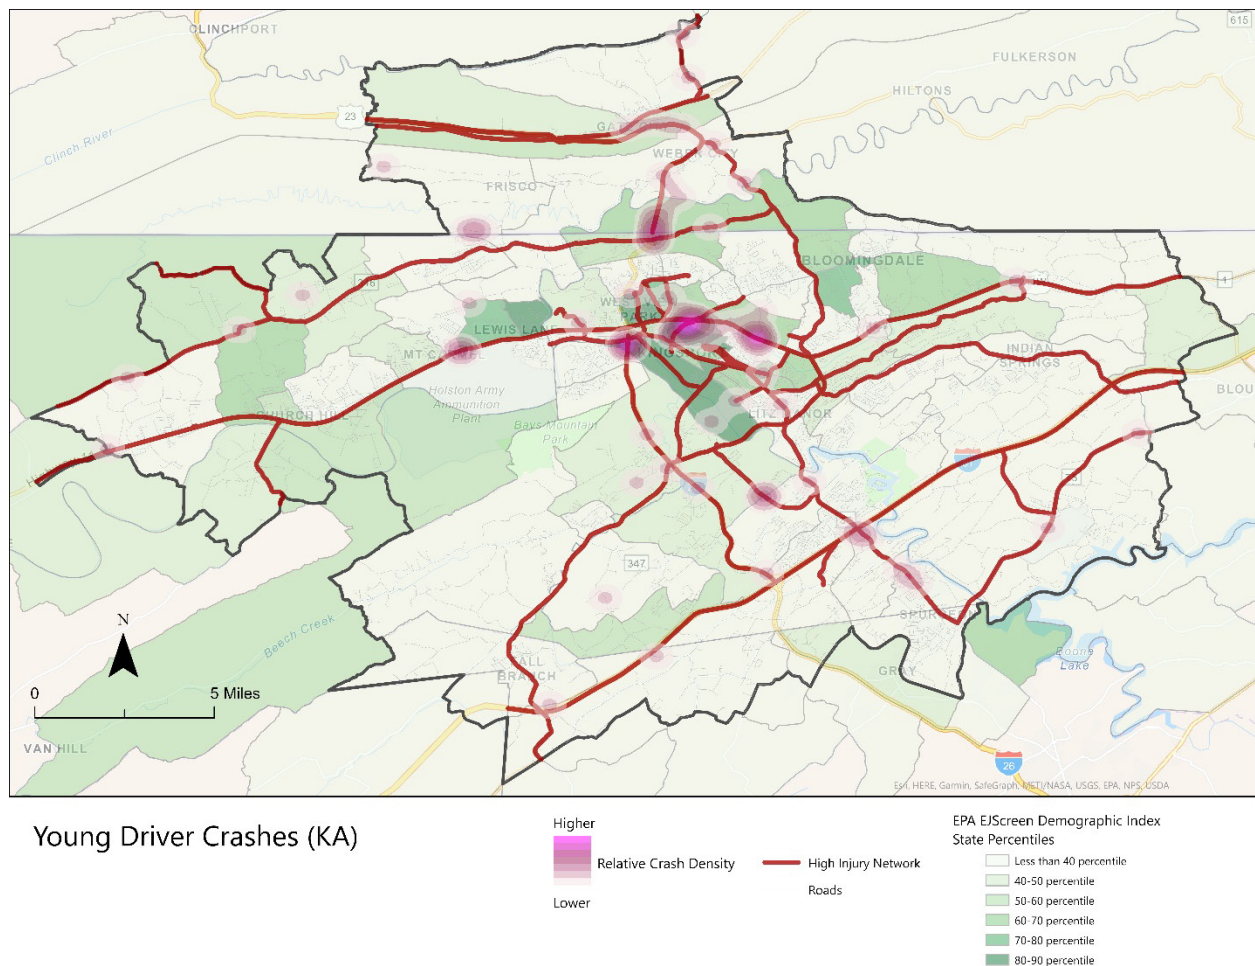 CLINCHPORT
615
FULKERSON
HILTONS
23
Clinch River
WEBER CITY
FRISCO
BLOOMINGDALE
1
LEWIS LANE
PARK
INDIAN
SPRINGS
Holston Army
Ammunition
Plant
CHURCH HILL
Bays Mountain
Park
347
GRAY
Beech Creek
Boone
Lake
N
0
5 Miles
VAN HILL
26
Esri, HERE, Garmin, SafeGraph, METI/NASA, USGS, EPA, NPS, USDA
Young Driver Crashes (KA)
Higher
Relative Crash Density
Lower
High Injury Network
Roads
EPA EJScreen Demographic Index
State Percentiles
Less than 40 percentile
40-50 percentile
50-60 percentile
60-70 percentile
70-80 percentile
80-90 percentile